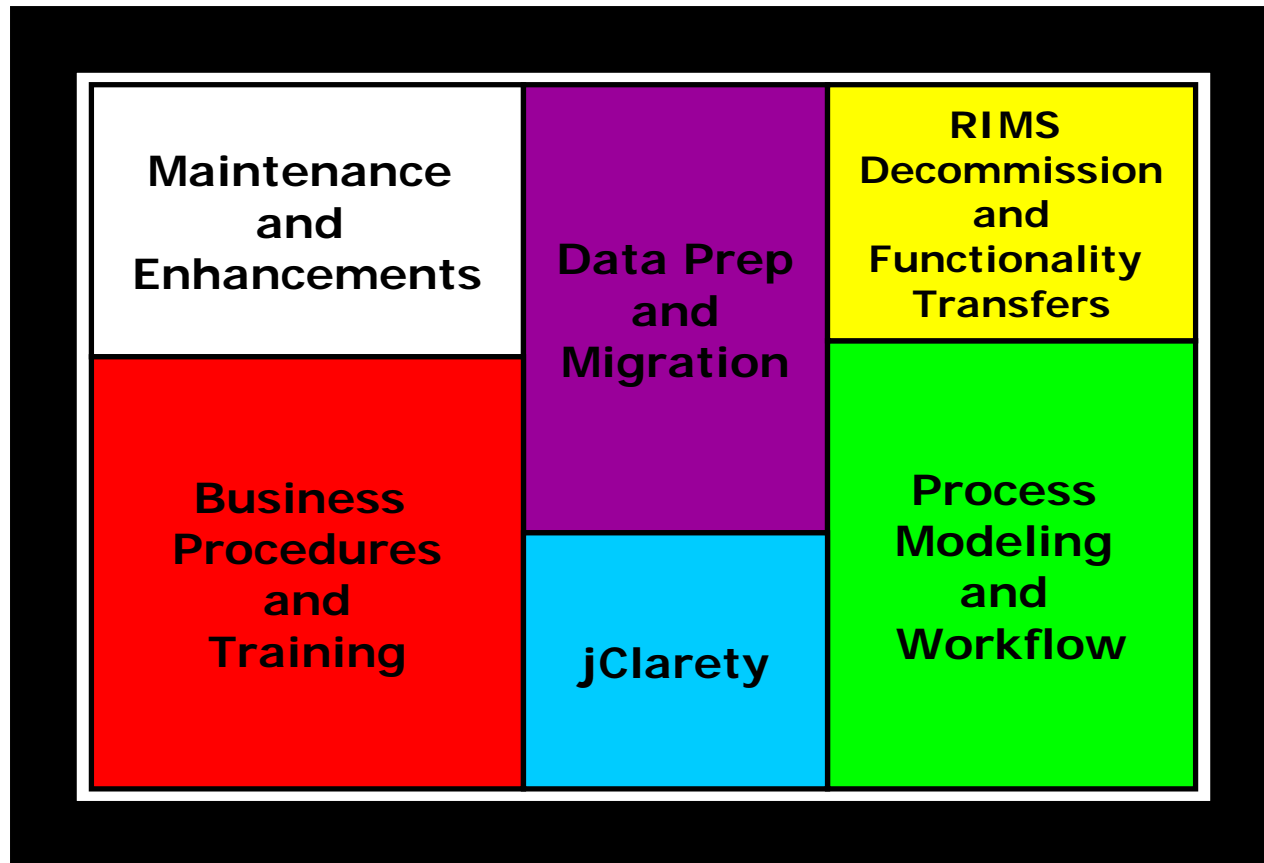 Maintenance
and
Enhancements
Data Prep
and
Migration
RIMS
Decommission
and
Functionality
Transfers
Business
Procedures
and
Training
jClarety
Process
Modeling
and
Workflow